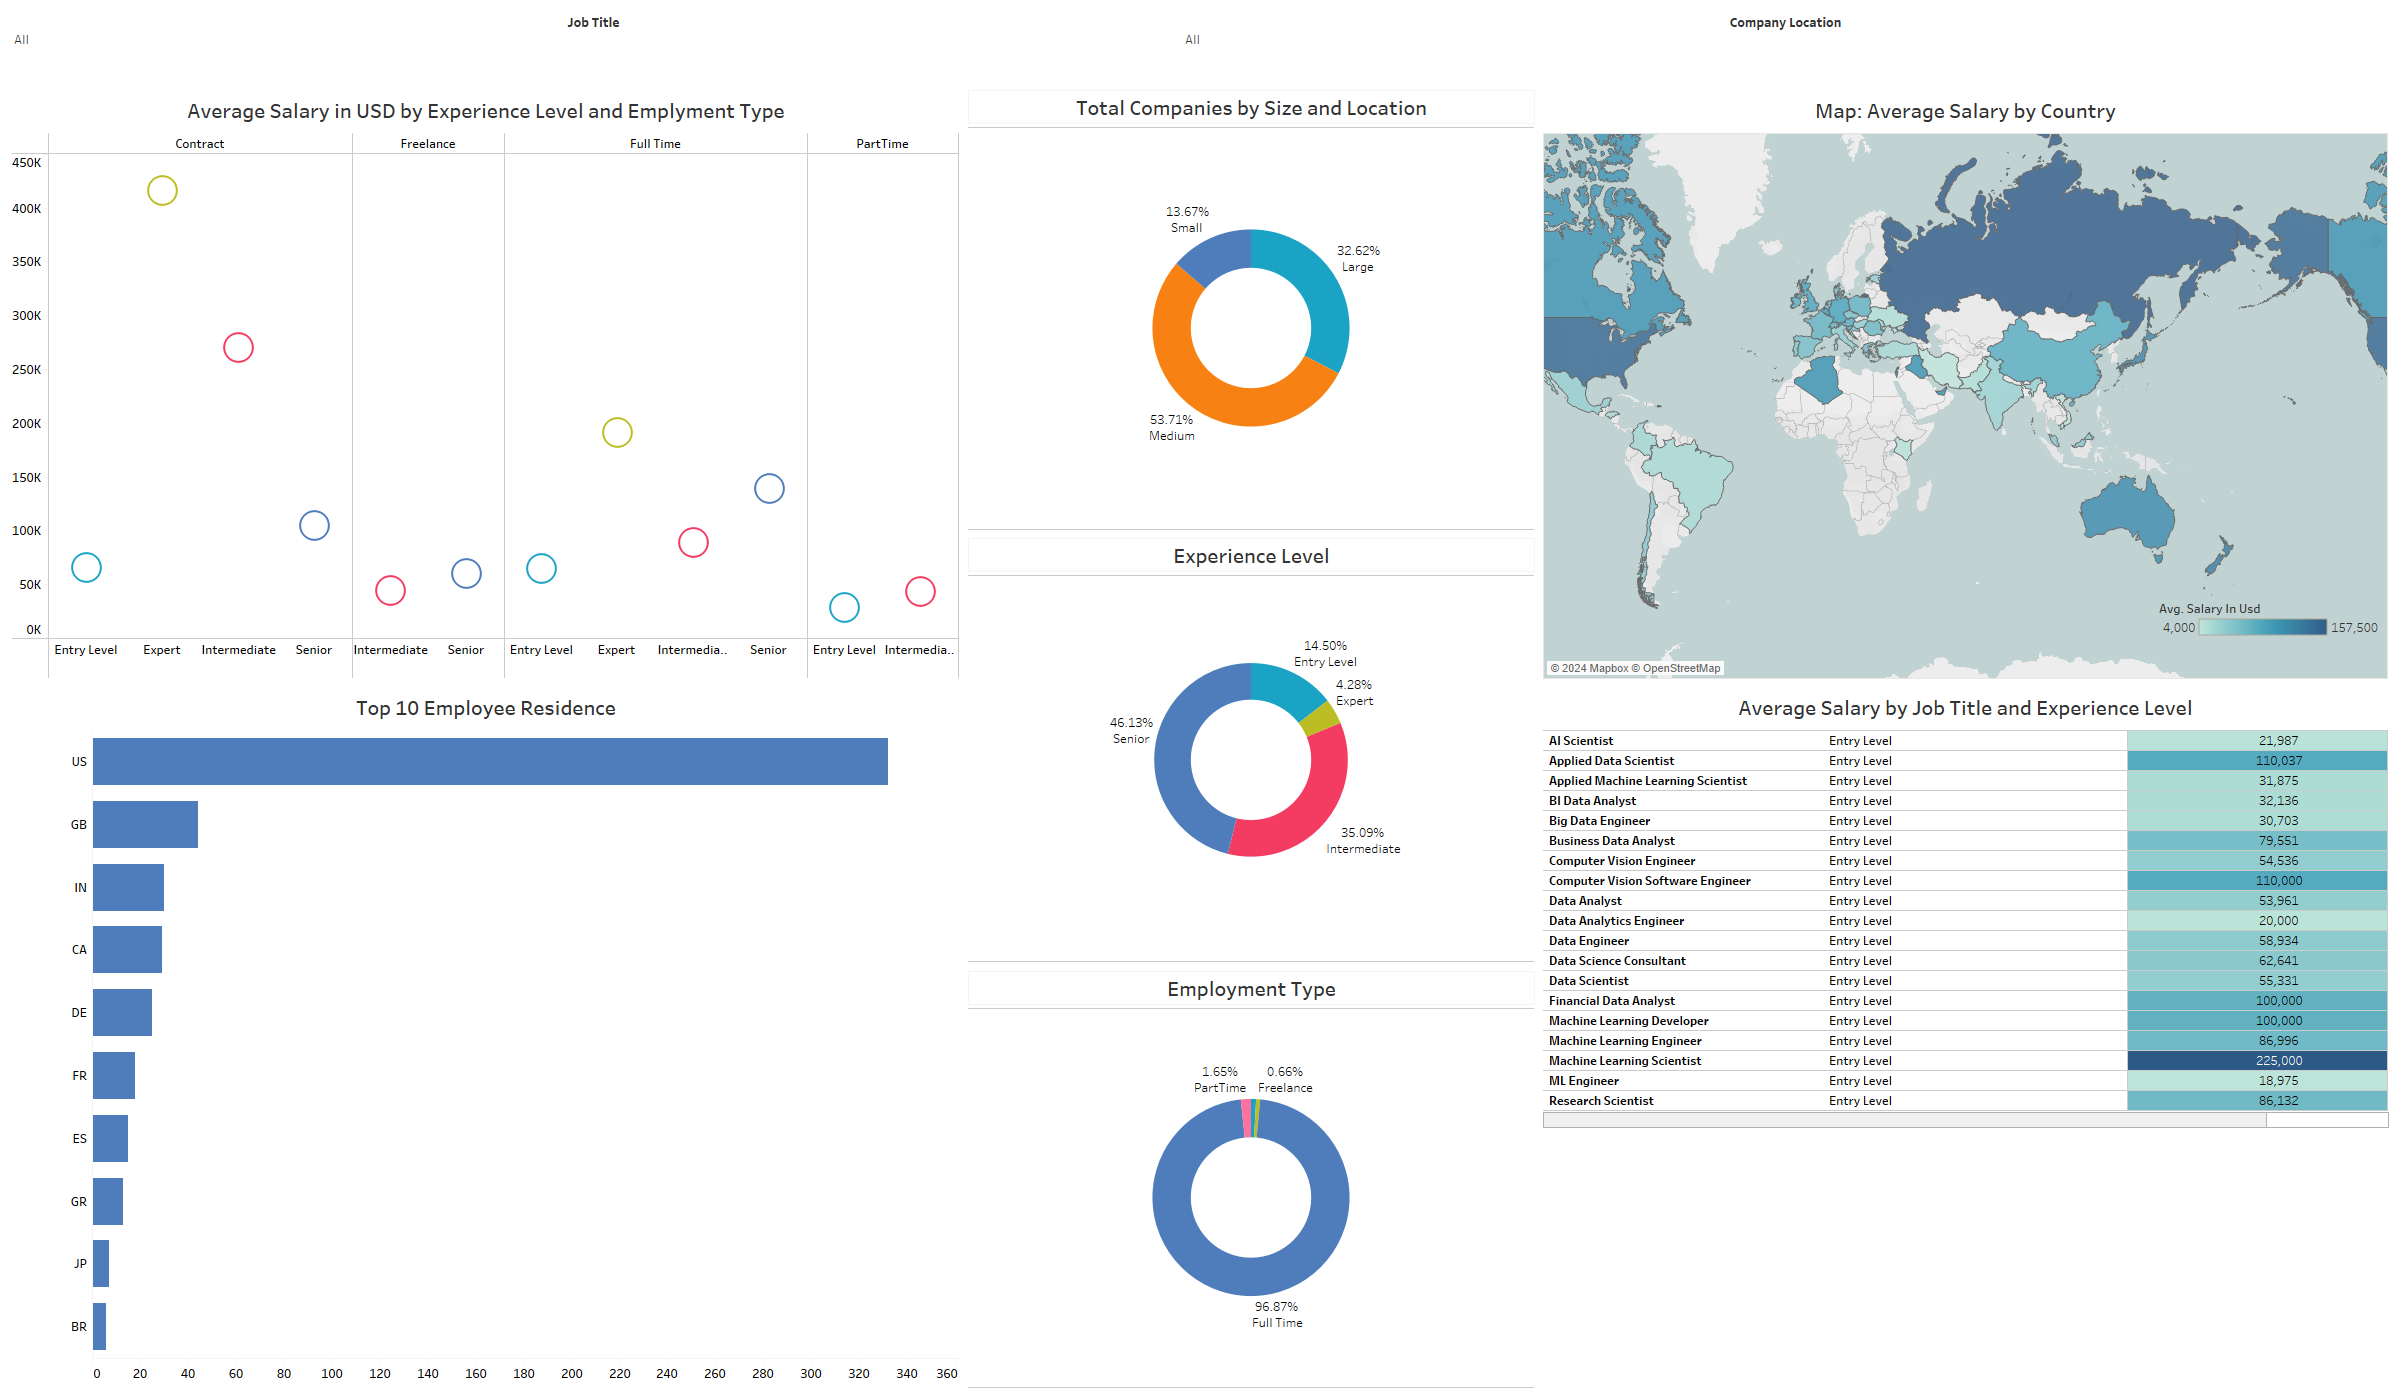 Job Title
Company Location
All
All
Average Salary in USD by Experience Level and Emplyment Type
Contract
Freelance
Full Time
PartTime
450K
400K
350K
300K
250K
200K
150K
100K
50K
0K
Entry Level
Expert
Intermediate
Senior
Intermediate
Senior
Entry Level
Expert
Intermedia..
Senior
Entry Level
Intermedia..
Top 10 Employee Residence
US
GB
IN
CA
DE
FR
ES
GR
JP
BR
0 20 40 60 80 100 120 140 160 180 200 220 240 260 280 300 320 340 360
Total Companies by Size and Location
13.67%
Small
32.62%
Large
53.71%
Medium
Experience Level
14.50%
Entry Level
4.28%
Expert
46.13%
Senior
35.09%
Intermediate
Employment Type
1.65%
PartTime
0.66%
Freelance
96.87%
Full Time
Map: Average Salary by Country
Avg. Salary In Usd
4,000
157,500
© 2024 Mapbox © OpenStreetMap
Average Salary by Job Title and Experience Level
AI Scientist Entry Level 21,987
Applied Data Scientist Entry Level 110,037
Applied Machine Learning Scientist Entry Level 31,875
BI Data Analyst Entry Level 32,136
Big Data Engineer Entry Level 30,703
Business Data Analyst Entry Level 79,551
Computer Vision Engineer Entry Level 54,536
Computer Vision Software Engineer Entry Level 110,000
Data Analyst Entry Level 53,961
Data Analytics Engineer Entry Level 20,000
Data Engineer Entry Level 58,934
Data Science Consultant Entry Level 62,641
Data Scientist Entry Level 55,331
Financial Data Analyst Entry Level 100,000
Machine Learning Developer Entry Level 100,000
Machine Learning Engineer Entry Level 86,996
Machine Learning Scientist Entry Level 225,000
ML Engineer Entry Level 18,975
Research Scientist Entry Level 86,132